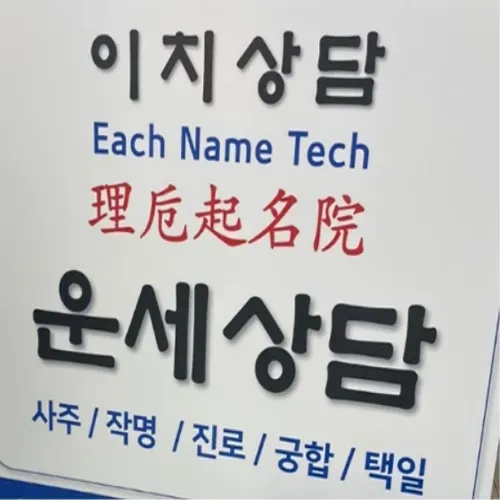 이치상담
Each Name Tech
理卮起名院
운세상담
사주 / 작명 / 진로 / 궁합 / 택일